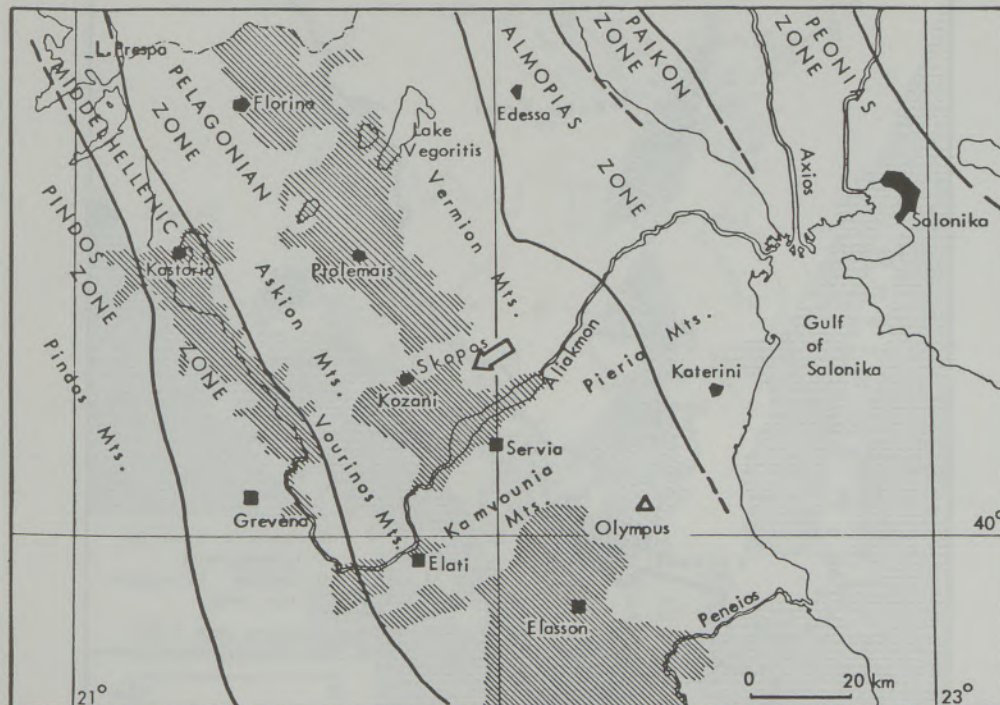 L. Prespa
MIDDEHELLENIC
ZONE
PELAGONIAN
ZONE
PINDOS
ZONE
Pindos
Mts.
Florina
Lake
Vegoritis
Vermion Mts.
ALMOPIAS
ZONE
Edessa
PAIKON
ZONE
PEONIAS
ZONE
Axios
Salonika
Kastoria
Ptolemais
Askion
Mts.
Skopos
Kozani
Aliakmon
Pieria Mts.
Katerini
Gulf
of
Salonika
Vourinos Mts.
Servia
Kamvounia
Mts.
Grevena
Olympus
40°
Elati
Elasson
Peneios
0 20 km
21°
23°